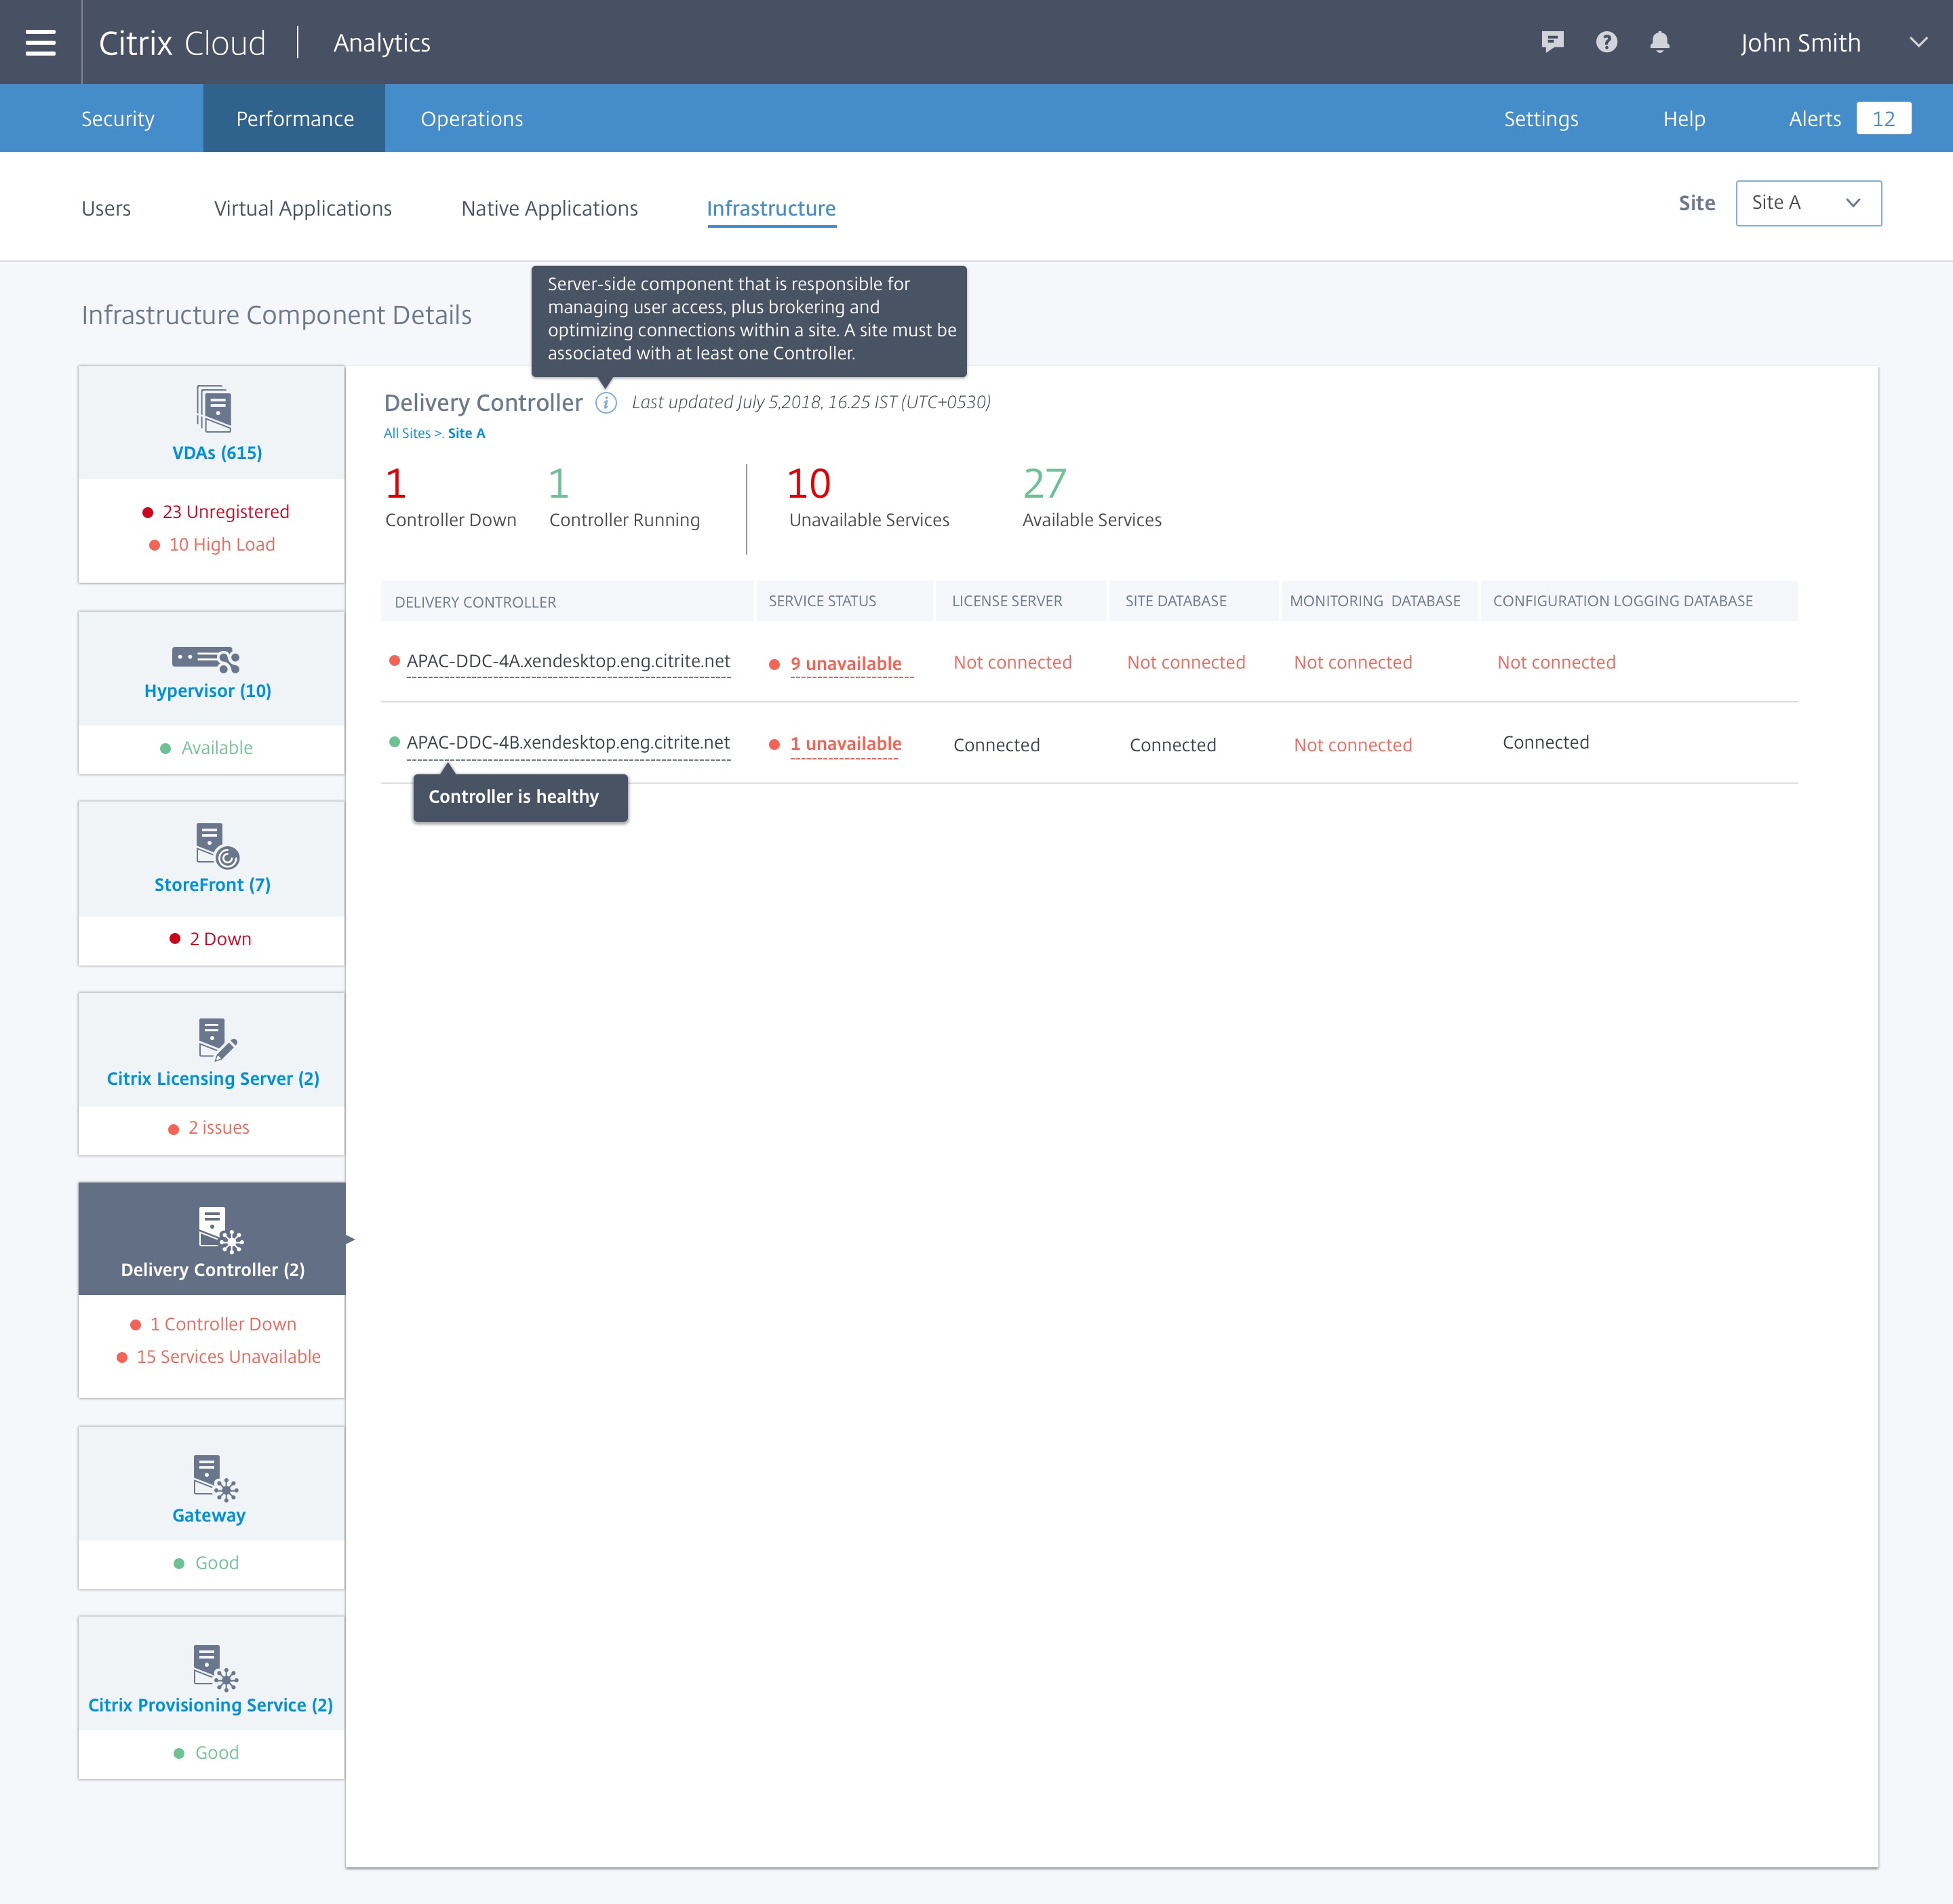 Citrix Cloud
Analytics
John Smith
Security
Performance
Operations
Settings
Help
Alerts
12
Users
Virtual Applications
Native Applications
Infrastructure
Site
Site A
Infrastructure Component Details
Server-side component that is responsible for
managing user access, plus brokering and
optimizing connections within a site. A site must be
associated with at least one Controller.
VDAs (615)
23 Unregistered
10 High Load
Hypervisor (10)
Available
StoreFront (7)
2 Down
Citrix Licensing Server (2)
2 issues
Delivery Controller (2)
1 Controller Down
15 Services Unavailable
Gateway
Good
Citrix Provisioning Service (2)
Good
Delivery Controller
i
Last updated July 5,2018, 16.25 IST (UTC+0530)
All Sites >. Site A
1
Controller Down
1
Controller Running
10
Unavailable Services
27
Available Services
DELIVERY CONTROLLER
SERVICE STATUS
LICENSE SERVER
SITE DATABASE
MONITORING DATABASE
CONFIGURATION LOGGING DATABASE
APAC-DDC-4A.xendesktop.eng.citrite.net
9 unavailable
Not connected
Not connected
Not connected
Not connected
APAC-DDC-4B.xendesktop.eng.citrite.net
1 unavailable
Connected
Connected
Not connected
Connected
Controller is healthy